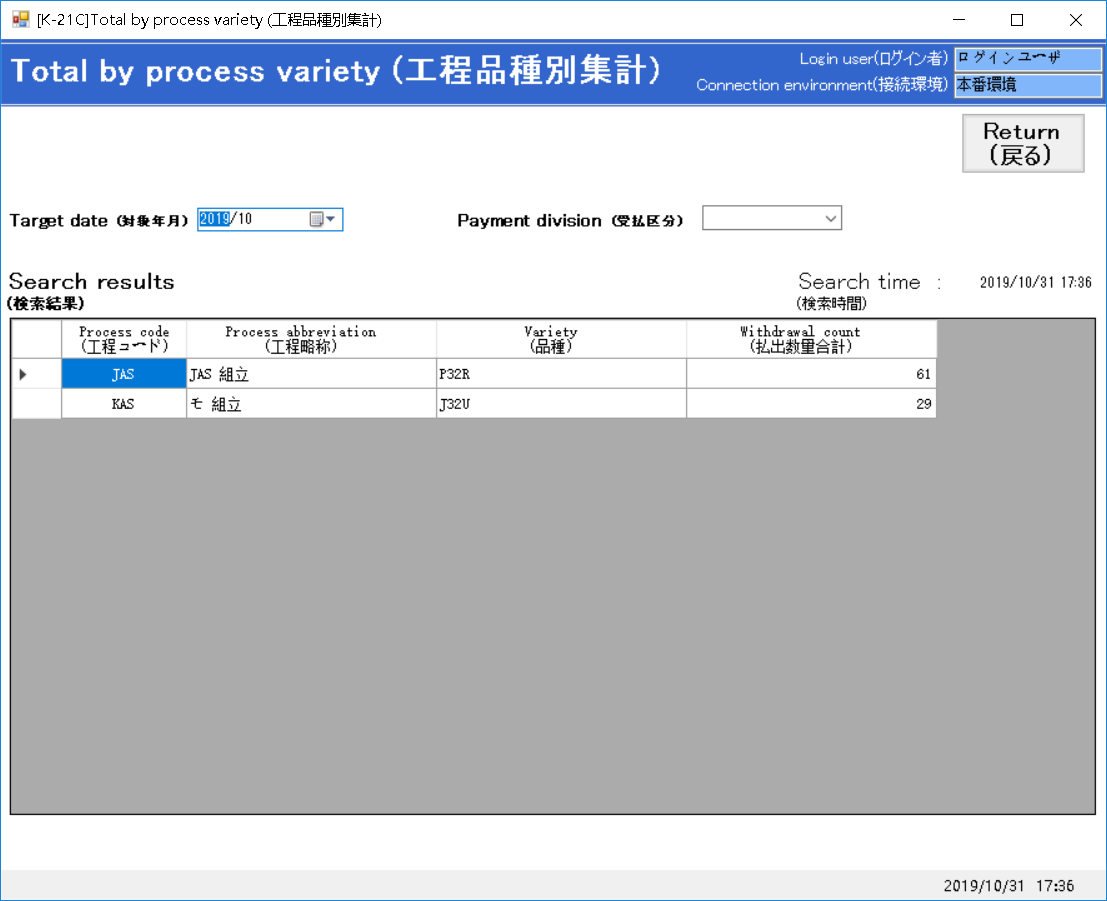 [K-21C]Total by process variety (工程品種別集計)
Total by process variety (工程品種別集計)
Login user(ログイン者) ログインユーザ
Connection environment(接続環境) 本番環境
Return
(戻る)
Target date (対象年月) 2019/10
Payment division (受払区分)
Search results
(検索結果)
Search time : 2019/10/31 17:36
(検索時間)
Process code Process abbreviation Variety Withdrawal count
(工程コード) (工程略称) (品種) (払出数量合計)
JAS JAS 組立 P32R 61
KAS モ 組立 J32U 29
2019/10/31 17:36